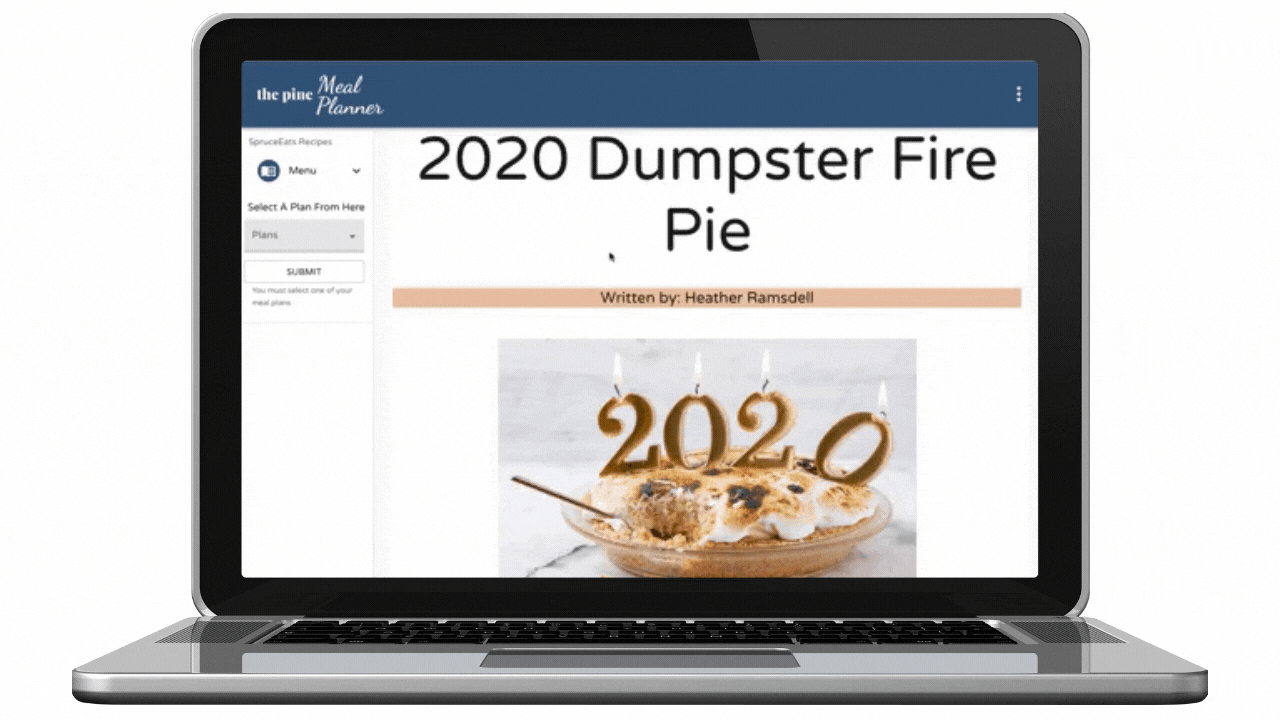 the pine Meal
Planner
SpruceEats Recipes
Menu
Select A Plan From Here
Plans
SUBMIT
You must select one of your
meal plans
2020 Dumpster Fire
Pie
Written by: Heather Ramsdell
2020